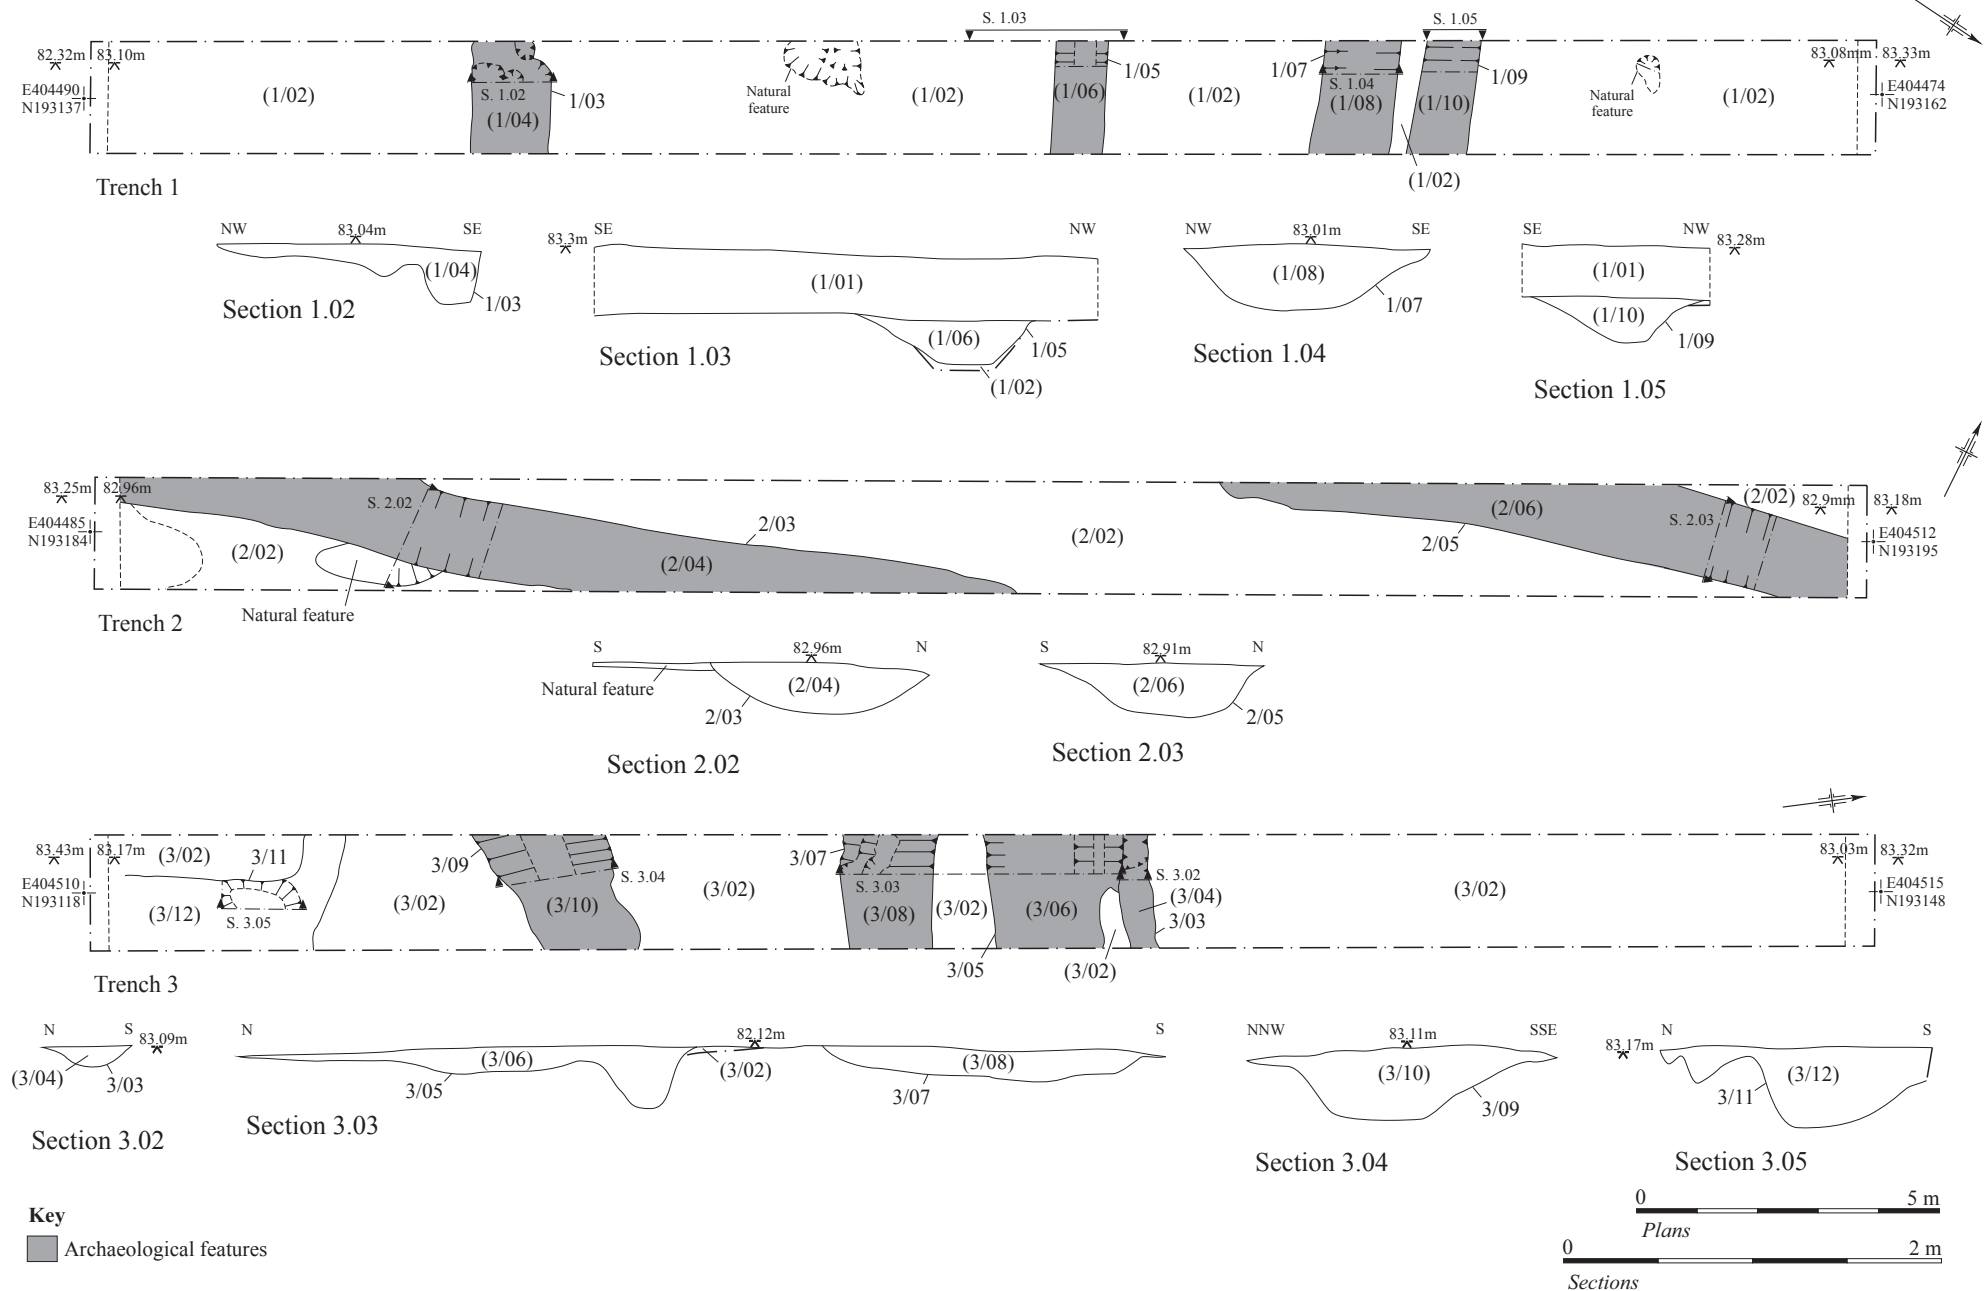 S. 1.03
S. 1.05
82.32m
83.10m
83.08mm
83.33m
E404490
N193137
(1/02)
S. 1.02
(1/04)
1/03
Natural
feature
(1/02)
(1/06)
1/05
(1/02)
1/07
S. 1.04
(1/08)
(1/10)
1/09
Natural
feature
(1/02)
E404474
N193162
(1/02)
Trench 1
NW
83.04m
SE
(1/04)
1/03
Section 1.02
83.3m
SE
NW
(1/01)
(1/06)
1/05
(1/02)
Section 1.03
NW
83.01m
SE
(1/08)
1/07
Section 1.04
SE
NW
83.28m
(1/01)
(1/10)
1/09
Section 1.05
83.25m
82.96m
E404485
N193184
S. 2.02
(2/02)
Natural feature
(2/04)
2/03
(2/02)
(2/06)
2/05
S. 2.03
(2/02)
82.9mm
83.18m
E404512
N193195
Trench 2
S
82.96m
N
Natural feature
(2/04)
2/03
Section 2.02
S
82.91m
N
(2/06)
2/05
Section 2.03
83.43m
83.17m
(3/02)
3/11
E404510
N193118
(3/12)
S. 3.05
(3/02)
3/09
S. 3.04
(3/10)
(3/02)
3/07
S. 3.03
(3/08)
(3/02)
(3/06)
3/05
(3/02)
S. 3.02
(3/04)
3/03
(3/02)
83.03m
83.32m
E404515
N193148
Trench 3
N
S
83.09m
(3/04)
3/03
Section 3.02
N
82.12m
S
(3/06)
3/05
(3/02)
(3/08)
3/07
Section 3.03
NNW
83.11m
SSE
(3/10)
3/09
Section 3.04
83.17m
N
S
3/11
(3/12)
Section 3.05
Key
Archaeological features
0
5 m
Plans
0
2 m
Sections